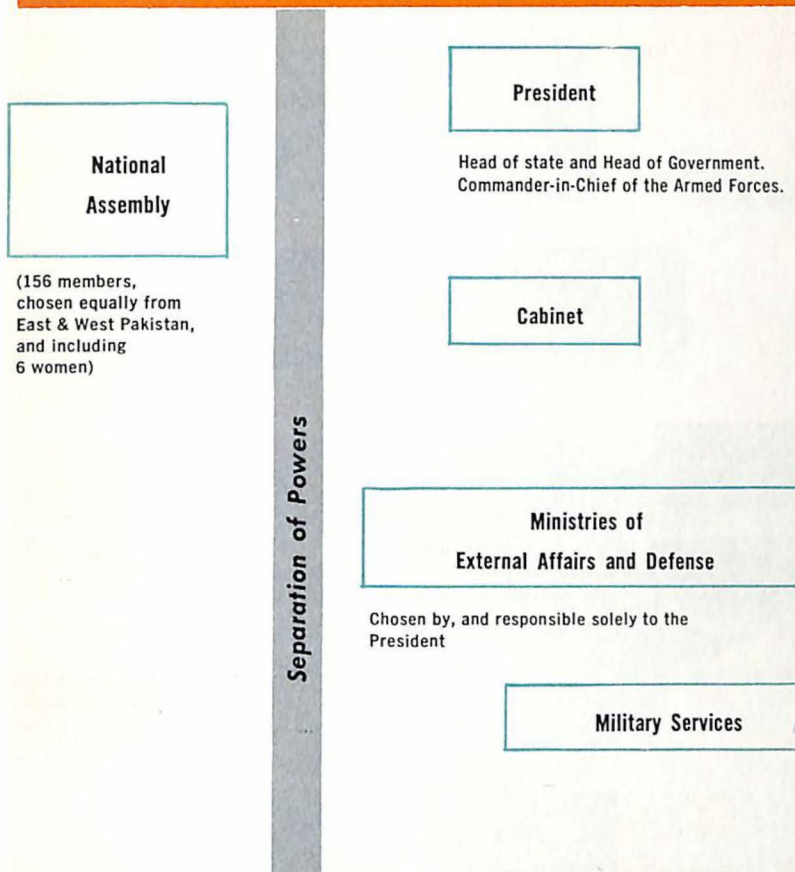 National
Assembly
(156 members,
chosen equally from
East & West Pakistan,
and including
6 women)
Separation of Powers
President
Head of state and Head of Government.
Commander-in-Chief of the Armed Forces.
Cabinet
Ministries of
External Affairs and Defense
Chosen by, and responsible solely to the
President
Military Services